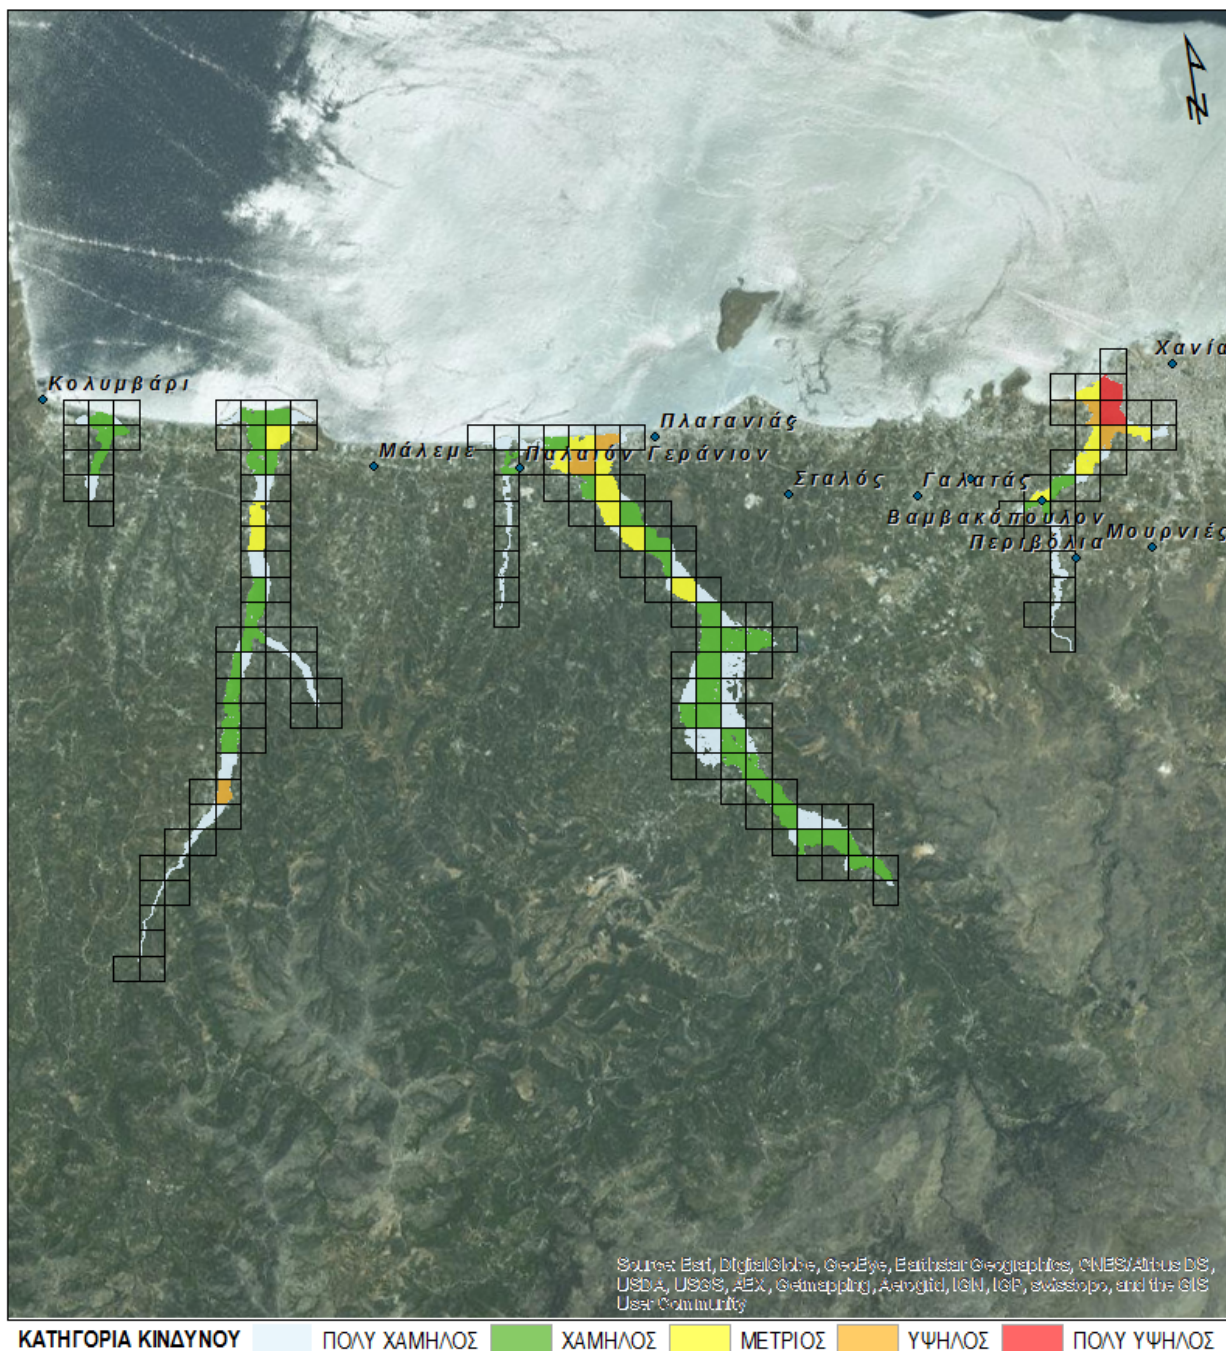 N
Χανία
Κολυμβάρι
Πλατανιάς
Μάλεμε
Παλαιόν Γεράνιον
Σταλός
Γαλατάς
Βαμβακόπουλον
Μουρνιές
Περιβόλια
Source: Esri, DigitalGlobe, GeoEye, Earthstar Geographics, CNES/Airbus DS,
USDA, USGS, AEX, Getmapping, Aerogrid, IGN, IGP, swisstopo, and the GIS
User Community
ΚΑΤΗΓΟΡΙΑ ΚΙΝΔΥΝΟΥ ΠΟΛΥ ΧΑΜΗΛΟΣ ΧΑΜΗΛΟΣ ΜΕΤΡΙΟΣ ΥΨΗΛΟΣ ΠΟΛΥ ΥΨΗΛΟΣ